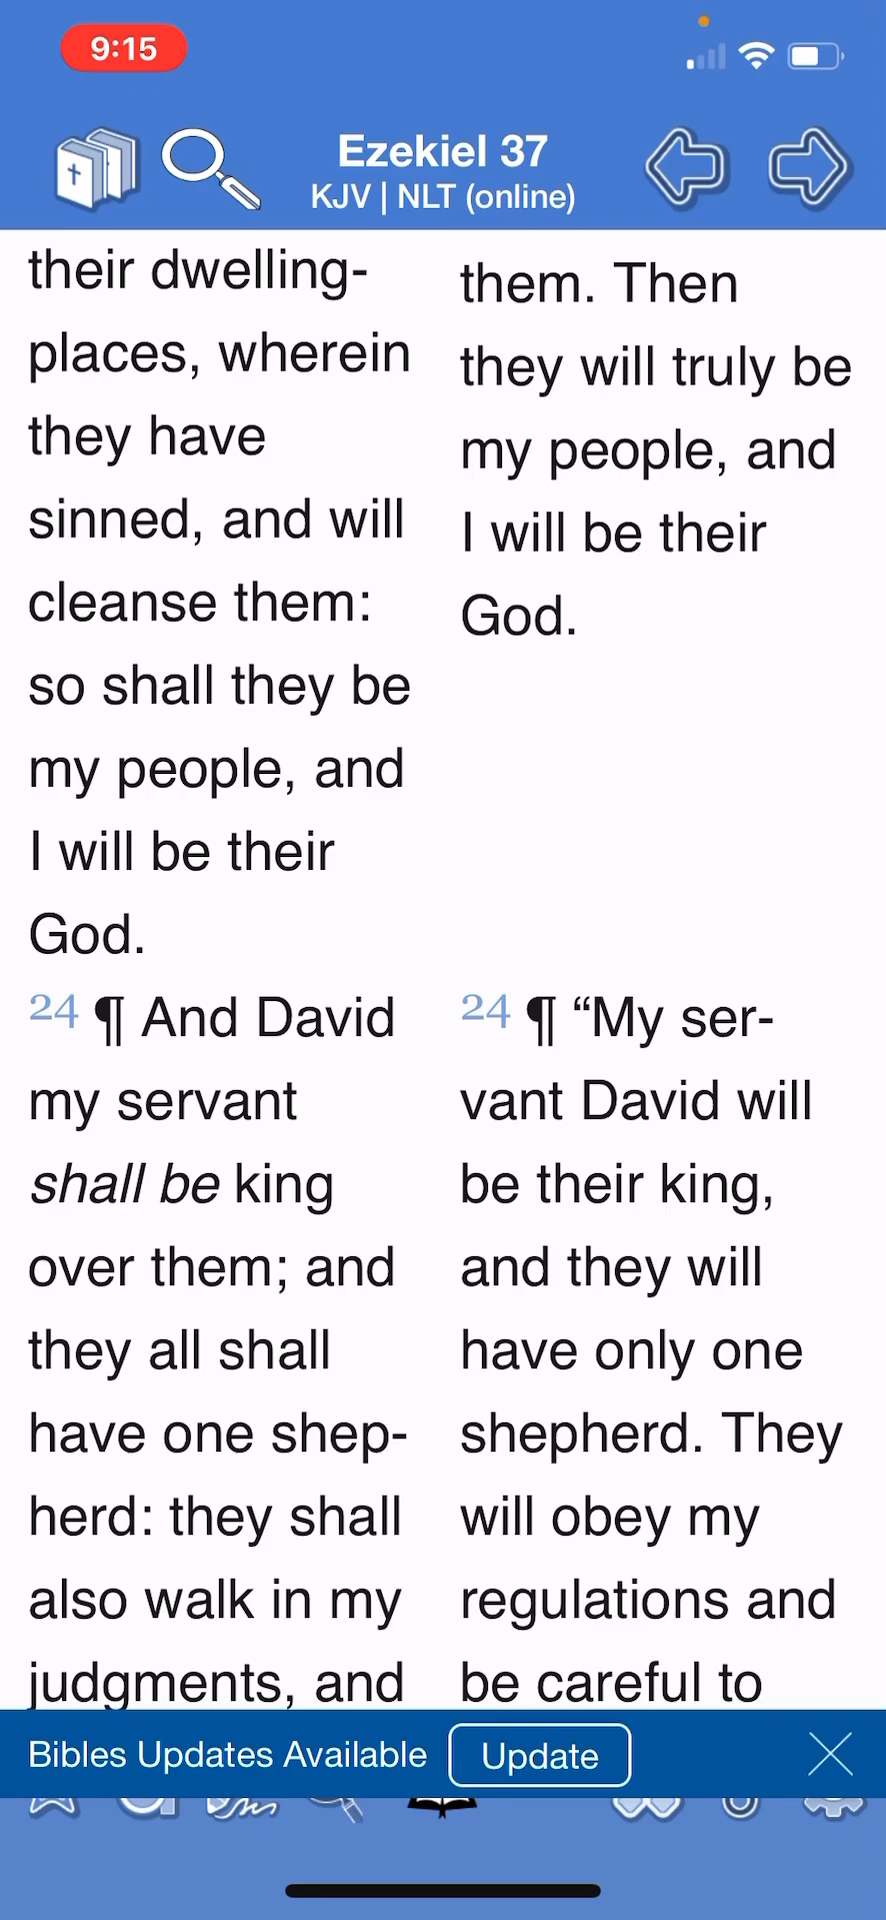 9:15
Ezekiel 37
KJV | NLT (online)
their dwelling-
places, wherein
they have
sinned, and will
cleanse them:
so shall they be
my people, and
I will be their
God.
24 ¶ And David
my servant
shall be king
over them; and
they all shall
have one shep-
herd: they shall
also walk in my
judgments, and
them. Then
they will truly be
my people, and
I will be their
God.
24 ¶ “My ser-
vant David will
be their king,
and they will
have only one
shepherd. They
will obey my
regulations and
be careful to
Bibles Updates Available
Update